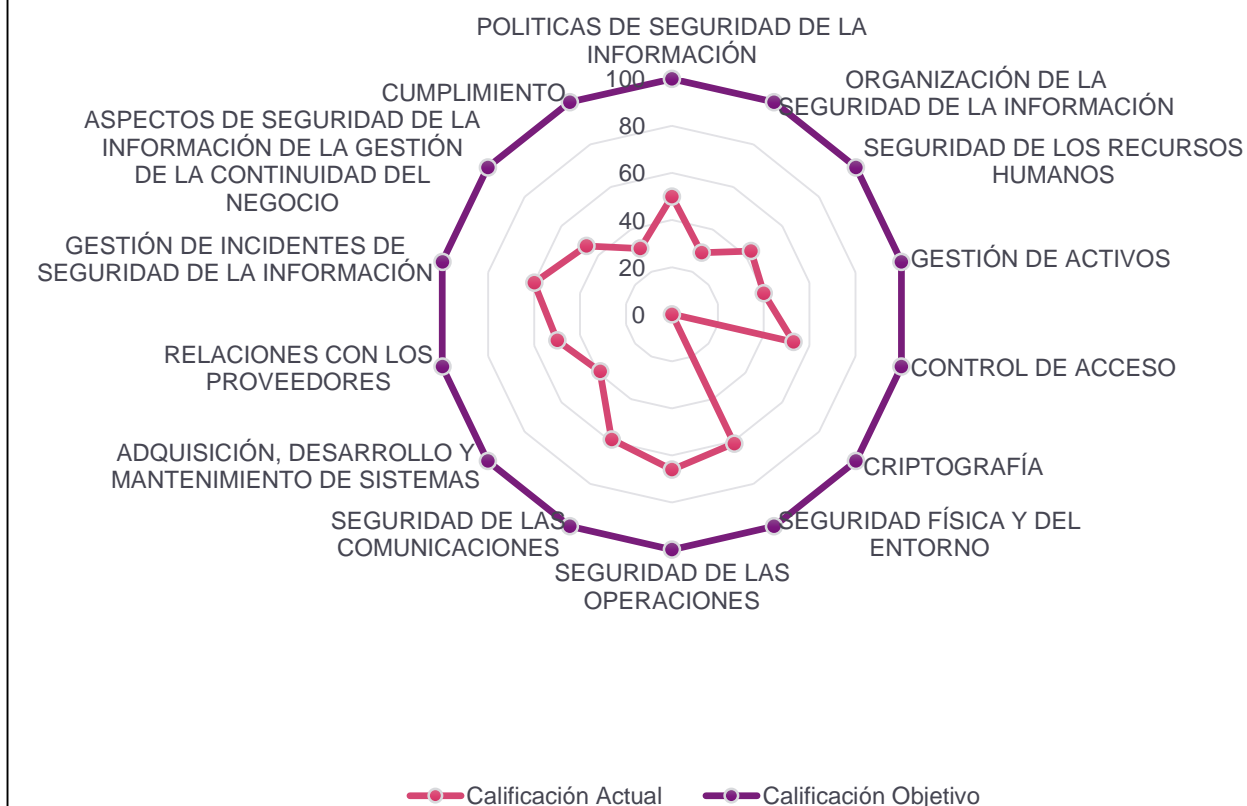 POLITICAS DE SEGURIDAD DE LA
INFORMACIÓN
ORGANIZACIÓN DE LA
SEGURIDAD DE LA INFORMACIÓN
SEGURIDAD DE LOS RECURSOS
HUMANOS
GESTIÓN DE ACTIVOS
CONTROL DE ACCESO
CRIPTOGRAFÍA
SEGURIDAD FÍSICA Y DEL
ENTORNO
SEGURIDAD DE LAS
OPERACIONES
SEGURIDAD DE LAS
COMUNICACIONES
ADQUISICIÓN, DESARROLLO Y
MANTENIMIENTO DE SISTEMAS
RELACIONES CON LOS
PROVEEDORES
GESTIÓN DE INCIDENTES DE
SEGURIDAD DE LA INFORMACIÓN
ASPECTOS DE SEGURIDAD DE LA
INFORMACIÓN DE LA GESTIÓN
DE LA CONTINUIDAD DEL
NEGOCIO
CUMPLIMIENTO
100
80
60
40
20
0
Calificación Actual
Calificación Objetivo